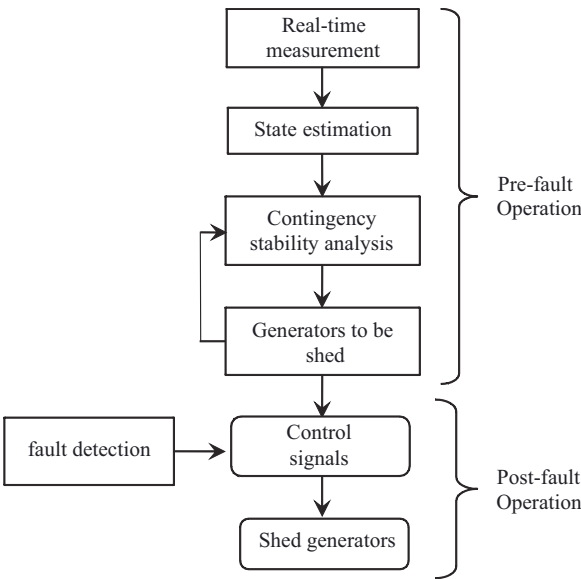 Real-time
measurement
State estimation
Contingency
stability analysis
Generators to be
shed
Pre-fault
Operation
fault detection
Control
signals
Shed generators
Post-fault
Operation